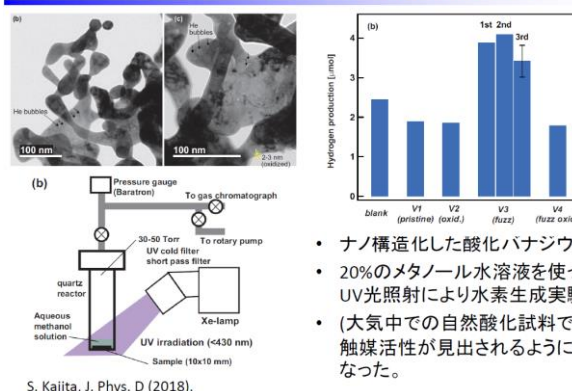 (b)
He bubbles
100 nm
(c)
He
bubbles
100 nm
2-3 nm
(oxidized)
(b)
Pressure gauge
(Baratron)
To gas chromatograph
To rotary pump
30-50 Torr
UV cold filter
short pass filter
quartz
reactor
Aqueous
methanol
solution
Xe-lamp
UV irradiation (<430 nm)
Sample (10x10 mm)
S. Kajita, J. Phys. D (2018).
(b)
1st 2nd
3rd
Hydrogen production [μmol]
4
3
2
1
0
blank
V1
(pristine)
V2
(oxid.)
V3
(fuzz)
V4
(fuzz oxid
• ナノ構造化した酸化バナジウ
• 20%のメタノール水溶液を使
UV光照射により水素生成実
• (大気中での自然酸化試料で
触媒活性が見出されるように
なった。